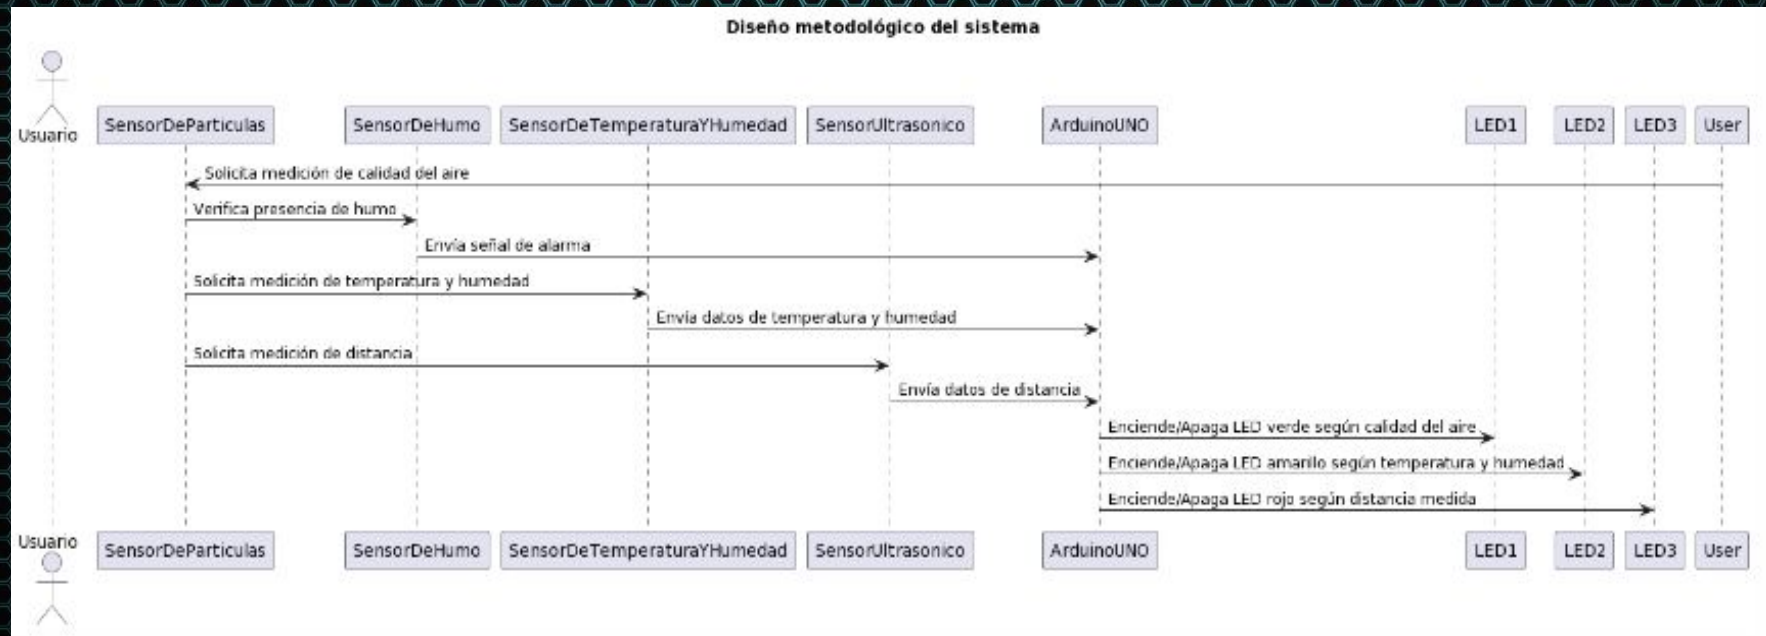 Diseño metodológico del sistema
Usuario
SensorDeParticulas
SensorDeHumo
SensorDeTemperaturaYHumedad
SensorUltrasonico
ArduinoUNO
LED1
LED2
LED3
User
Solicita medición de calidad del aire
Verifica presencia de humo
Envía señal de alarma
Solicita medición de temperatura y humedad
Envía datos de temperatura y humedad
Solicita medición de distancia
Envía datos de distancia
Enciende/Apaga LED verde según calidad del aire
Enciende/Apaga LED amarillo según temperatura y humedad
Enciende/Apaga LED rojo según distancia medida
Usuario
SensorDeParticulas
SensorDeHumo
SensorDeTemperaturaYHumedad
SensorUltrasonico
ArduinoUNO
LED1
LED2
LED3
User